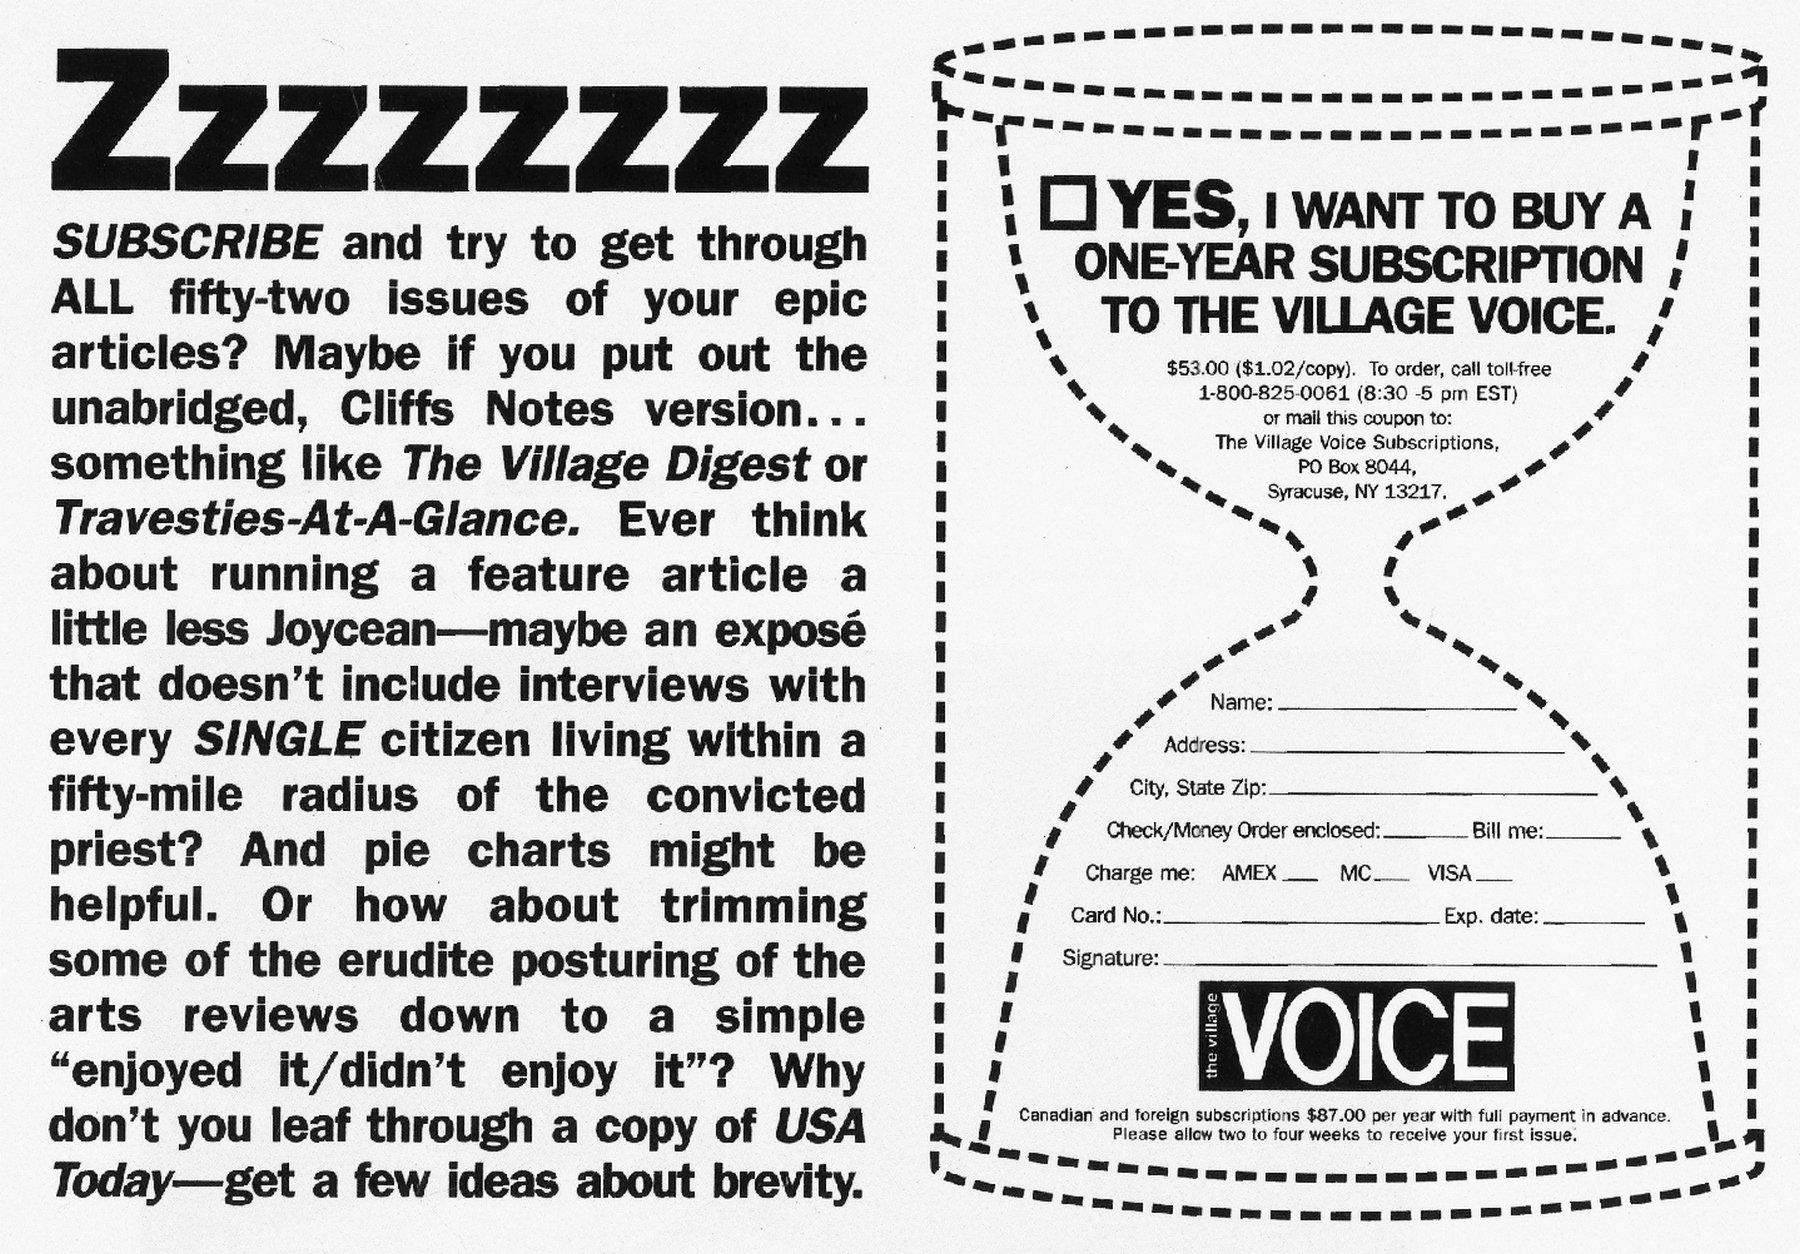 Zzzzzzzz
SUBSCRIBE and try to get through
ALL fifty-two issues of your epic
articles? Maybe if you put out the
unabridged, Cliffs Notes version...
something like The Village Digest or
Travesties-At-A-Glance. Ever think
about running a feature article a
little less Joycean—maybe an exposé
that doesn't include interviews with
every SINGLE citizen living within a
fifty-mile radius of the convicted
priest? And pie charts might be
helpful. Or how about trimming
some of the erudite posturing of the
arts reviews down to a simple
“enjoyed it/didn’t enjoy it”? Why
don’t you leaf through a copy of USA
Today—get a few ideas about brevity.
YES, I WANT TO BUY A
ONE-YEAR SUBSCRIPTION
TO THE VILLAGE VOICE.
$53.00 ($1.02/copy). To order, call toll-free
1-800-825-0061 (8:30 -5 pm EST)
or mail this coupon to:
The Village Voice Subscriptions,
PO Box 8044,
Syracuse, NY 13217.
Name:
Address:
City, State Zip:
Check/Money Order enclosed: Bill me:
Charge me: AMEX MC VISA
Card No.: Exp. date:
Signature:
the village VOICE
Canadian and foreign subscriptions $87.00 per year with full payment in advance.
Please allow two to four weeks to receive your first issue.